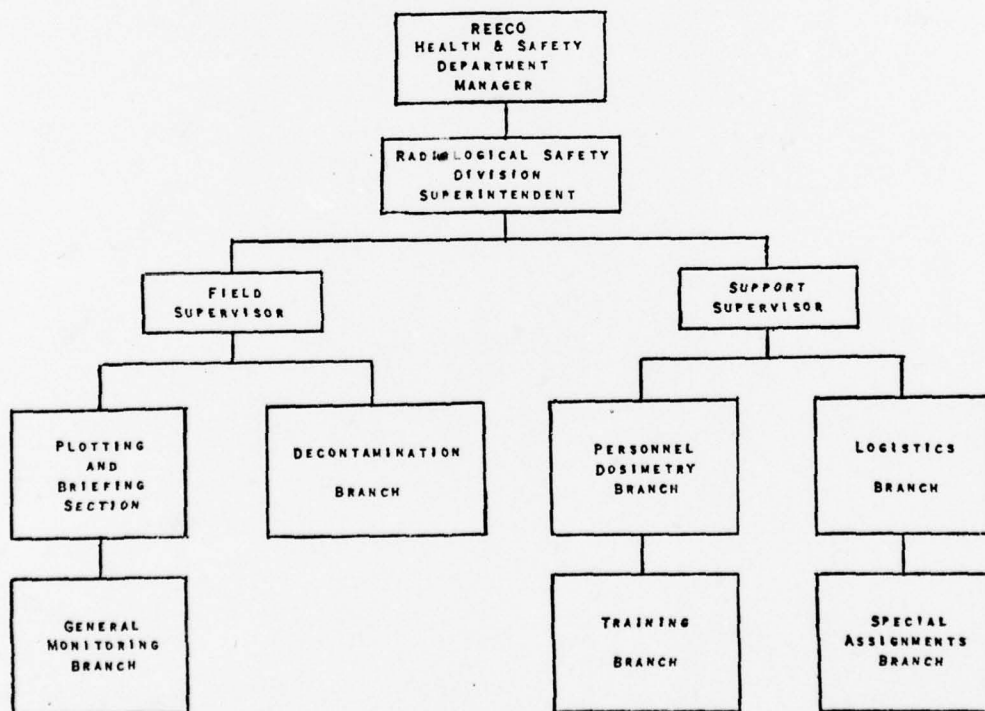 REECO
HEALTH & SAFETY
DEPARTMENT
MANAGER
RADIOLOGICAL SAFETY
DIVISION
SUPERINTENDENT
FIELD
SUPERVISOR
SUPPORT
SUPERVISOR
PLOTTING
AND
BRIEFING
SECTION
DECONTAMINATION
BRANCH
PERSONNEL
DOSIMETRY
BRANCH
LOGISTICS
BRANCH
GENERAL
MONITORING
BRANCH
TRAINING
BRANCH
SPECIAL
ASSIGNMENTS
BRANCH